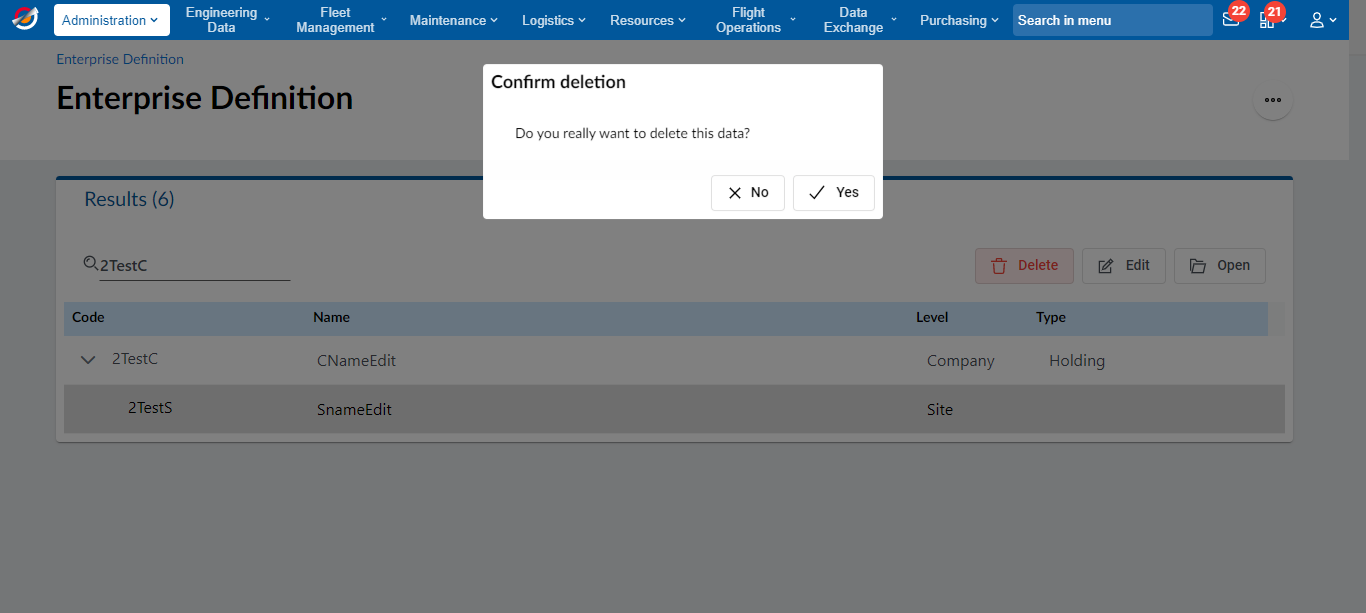 Administration
Engineering
Data
Fleet
Management
Maintenance
Logistics
Resources
Flight
Operations
Data
Exchange
Purchasing
Search in menu
22
21
Enterprise Definition
Enterprise Definition
Confirm deletion
Do you really want to delete this data?
No
Yes
Results (6)
2TestC
Delete
Edit
Open
Code Name Level Type
2TestC CNameEdit Company Holding
2TestS SnameEdit Site